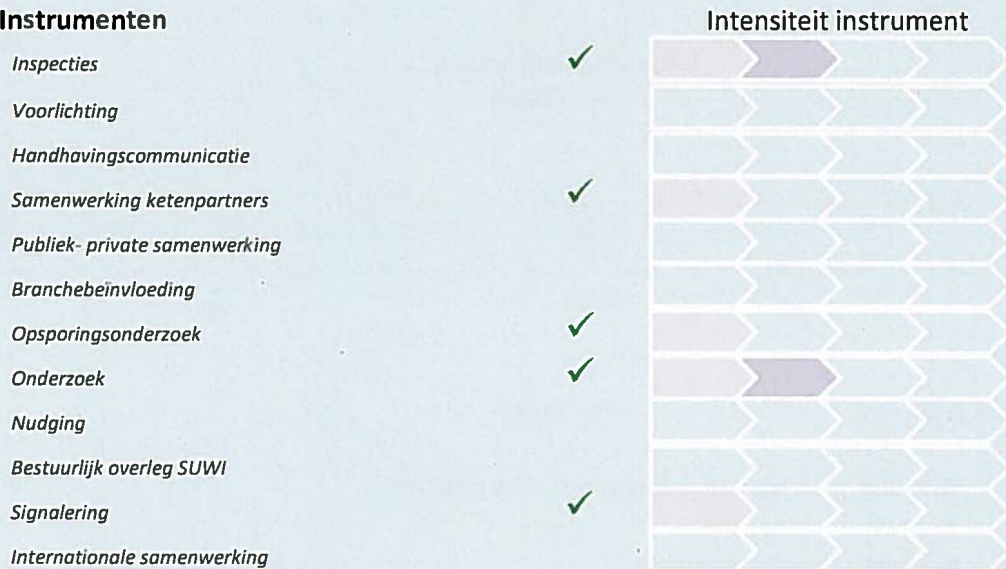 Instrumenten Intensiteit instrument
Inspecties ✓
Voorlichting
Handhavingscommunicatie
Samenwerking ketenpartners ✓
Publiek- private samenwerking
Branchebeïnvloeding
Opsporingsonderzoek ✓
Onderzoek ✓
Nudging
Bestuurlijk overleg SUWI
Signalering ✓
Internationale samenwerking